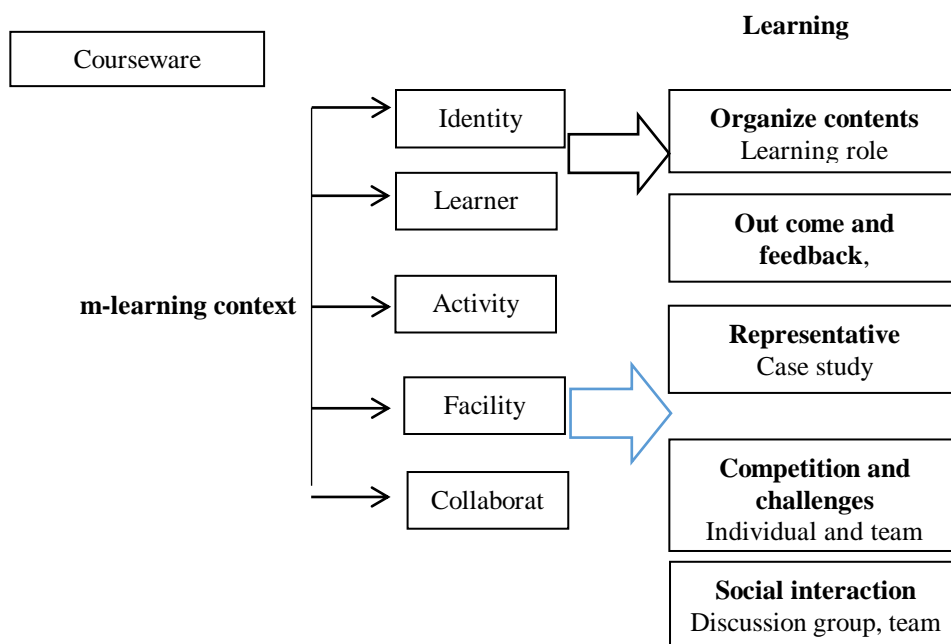 Learning
Courseware
m-learning context
Identity
Learner
Activity
Facility
Collaborat
Organize contents
Learning role
Out come and
feedback,
Representative
Case study
Competition and
challenges
Individual and team
Social interaction
Discussion group, team